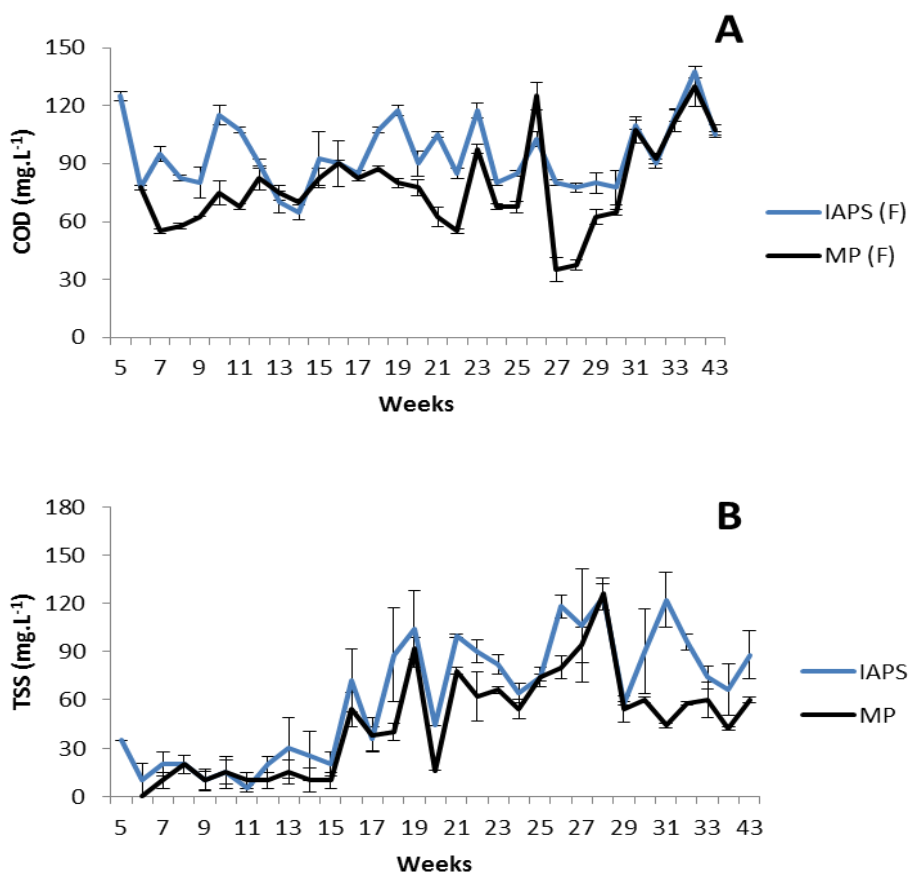 A
150
120
90
60
30
0
COD (mg.L-1)
5 7 9 11 13 15 17 19 21 23 25 27 29 31 33 43
Weeks
IAPS (F)
MP (F)
B
180
150
120
90
60
30
0
TSS (mg.L-1)
5 7 9 11 13 15 17 19 21 23 25 27 29 31 33 43
Weeks
IAPS
MP